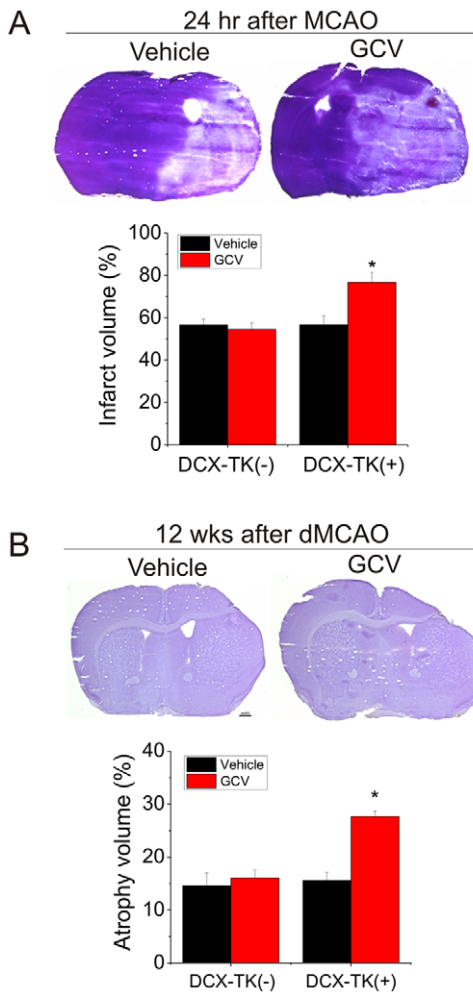 A
24 hr after MCAO
Vehicle GCV
Vehicle
GCV
*
Infarct volume (%)
100
80
60
40
20
0
DCX-TK(-) DCX-TK(+)
B
12 wks after dMCAO
Vehicle GCV
Vehicle
GCV
*
Atrophy volume (%)
40
30
20
10
0
DCX-TK(-) DCX-TK(+)